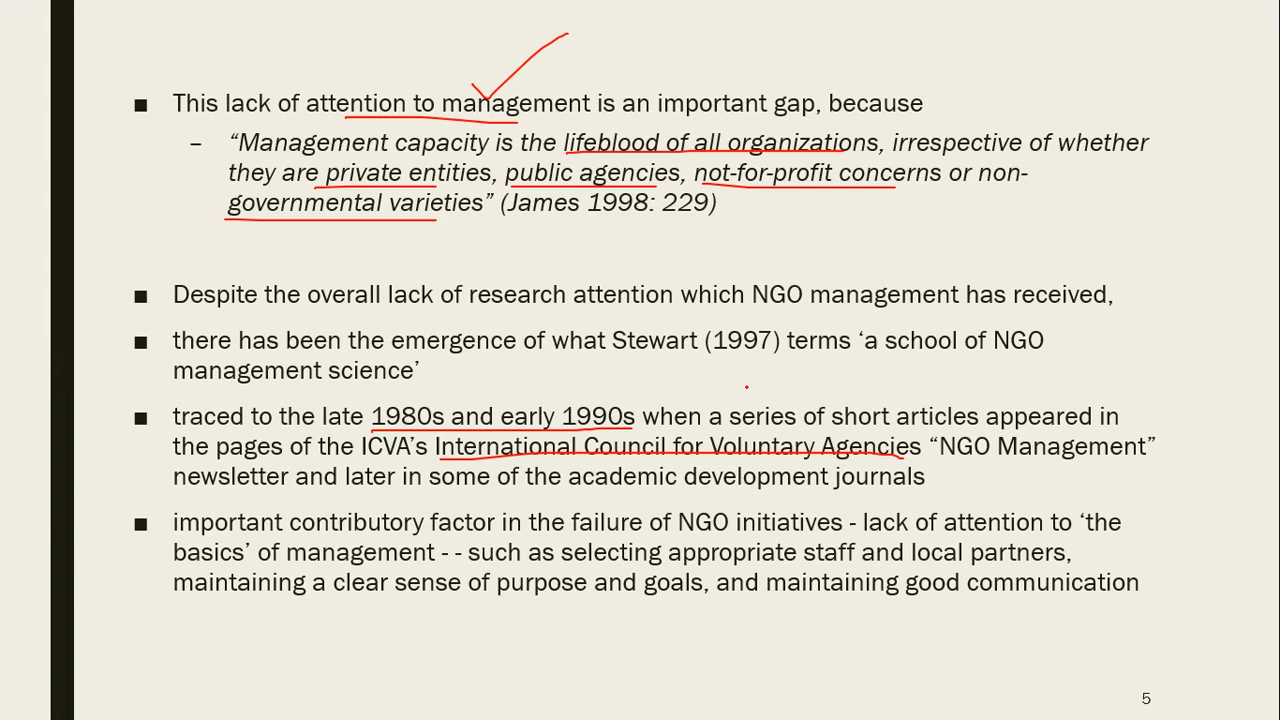 ■ This lack of attention to management is an important gap, because
– “Management capacity is the lifeblood of all organizations, irrespective of whether
they are private entities, public agencies, not-for-profit concerns or non-
governmental varieties” (James 1998: 229)
■ Despite the overall lack of research attention which NGO management has received,
■ there has been the emergence of what Stewart (1997) terms ‘a school of NGO
management science’
■ traced to the late 1980s and early 1990s when a series of short articles appeared in
the pages of the ICVA’s International Council for Voluntary Agencies “NGO Management”
newsletter and later in some of the academic development journals
■ important contributory factor in the failure of NGO initiatives - lack of attention to ‘the
basics’ of management - - such as selecting appropriate staff and local partners,
maintaining a clear sense of purpose and goals, and maintaining good communication
5